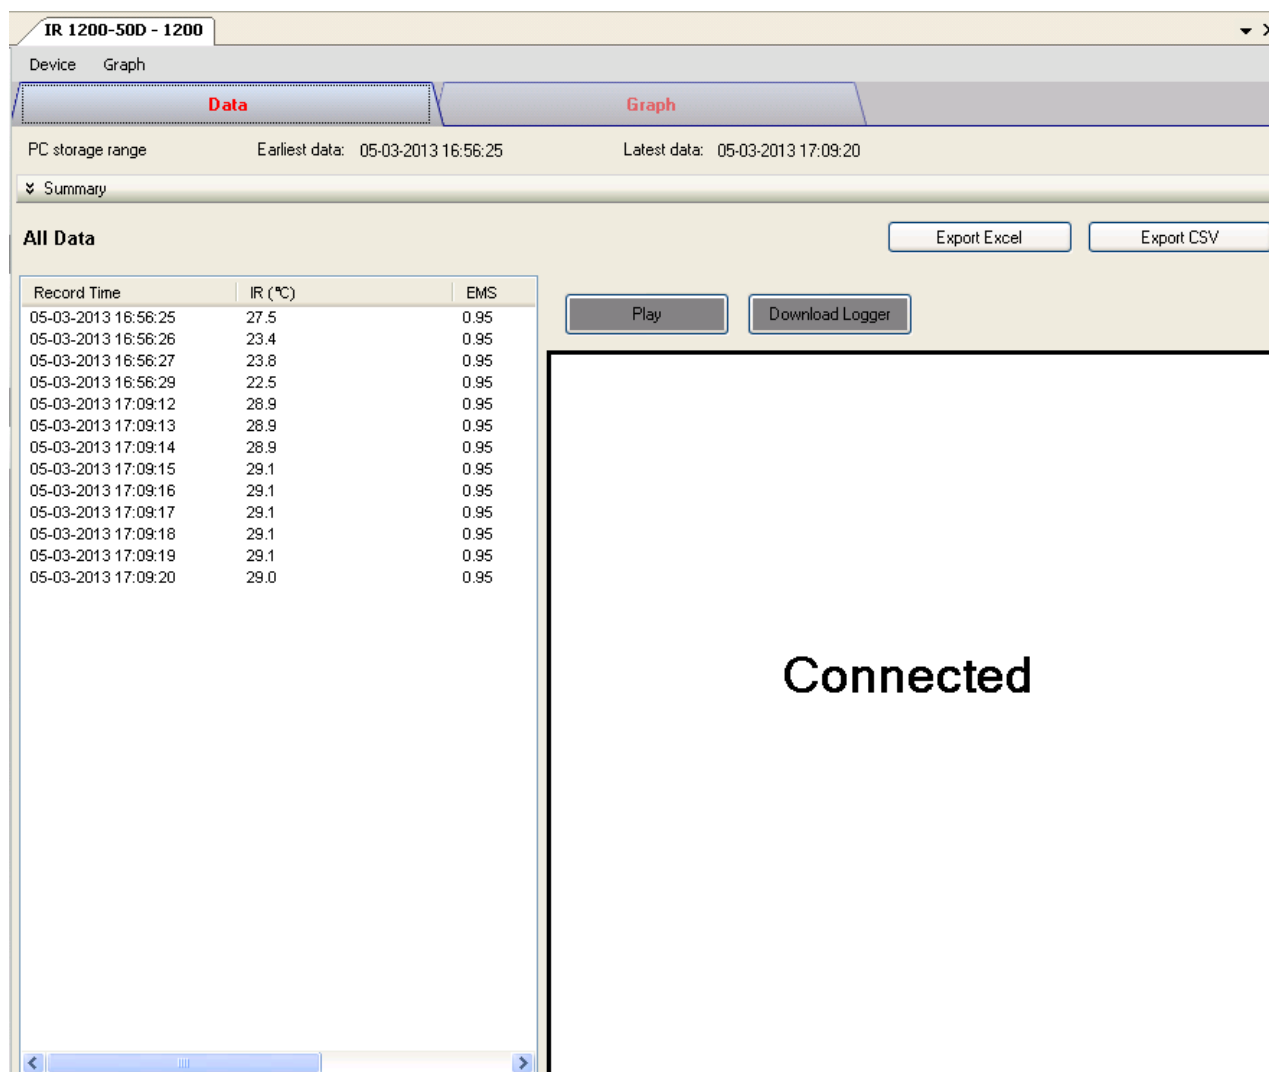 IR 1200-50D - 1200
Device Graph
Data Graph
PC storage range Earliest data: 05-03-2013 16:56:25 Latest data: 05-03-2013 17:09:20
Summary
All Data Export Excel Export CSV
Record Time IR (℃) EMS
Play Download Logger
05-03-2013 16:56:25 27.5 0.95
05-03-2013 16:56:26 23.4 0.95
05-03-2013 16:56:27 23.8 0.95
05-03-2013 16:56:29 22.5 0.95
05-03-2013 17:09:12 28.9 0.95
05-03-2013 17:09:13 28.9 0.95
05-03-2013 17:09:14 28.9 0.95
05-03-2013 17:09:15 29.1 0.95
05-03-2013 17:09:16 29.1 0.95
05-03-2013 17:09:17 29.1 0.95
05-03-2013 17:09:18 29.1 0.95
05-03-2013 17:09:19 29.1 0.95
05-03-2013 17:09:20 29.0 0.95
Connected